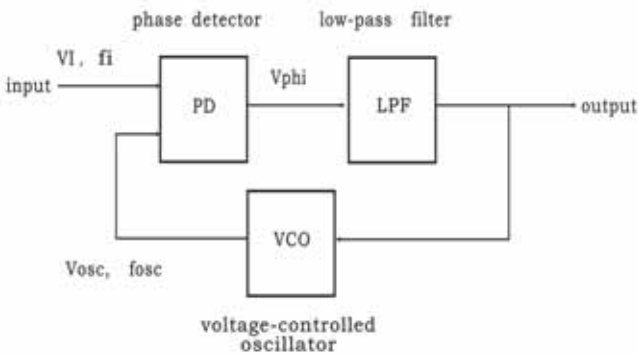 phase detector
low-pass filter
VI, fi
input
PD
Vphi
LPF
output
VCO
Vosc, fosc
voltage-controlled
oscillator